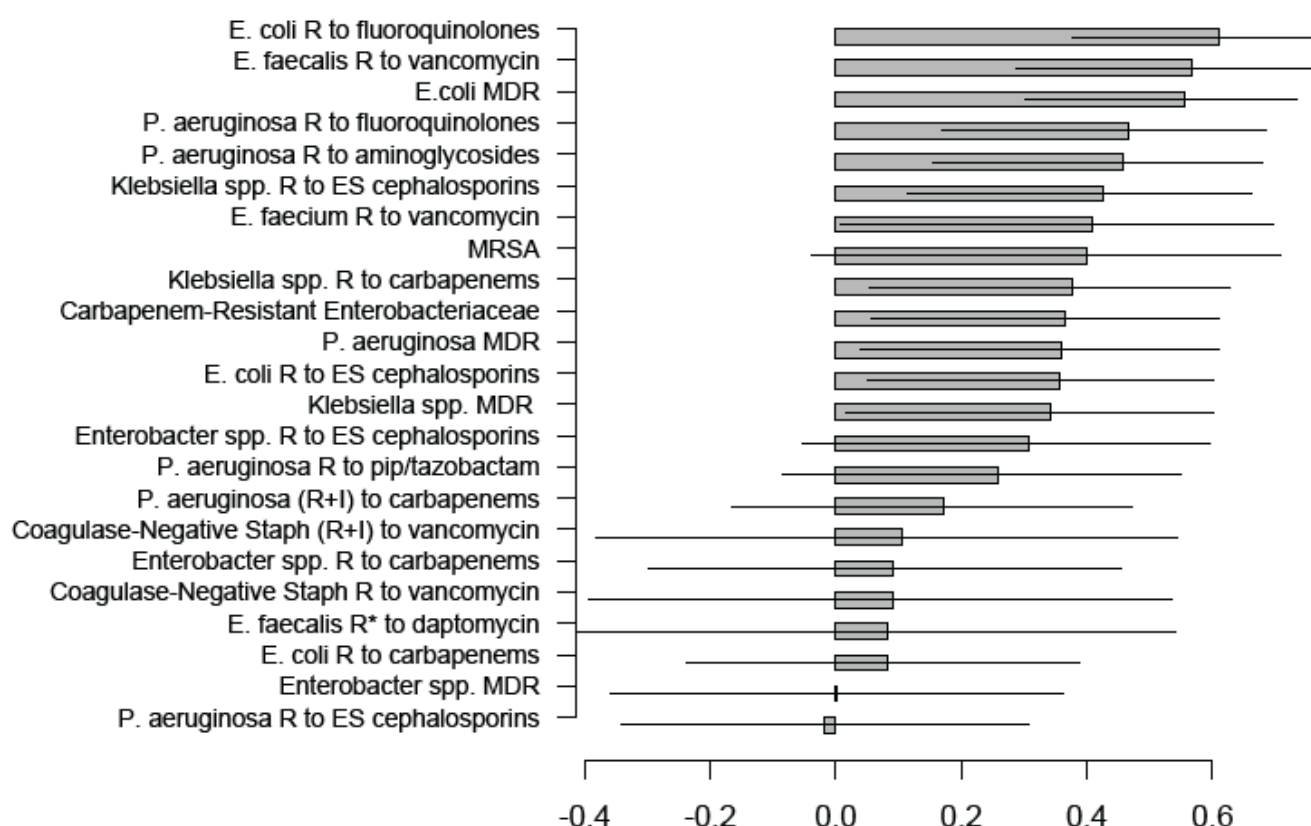 E. coli R to fluoroquinolones
E. faecalis R to vancomycin
E.coli MDR
P. aeruginosa R to fluoroquinolones
P. aeruginosa R to aminoglycosides
Klebsiella spp. R to ES cephalosporins
E. faecium R to vancomycin
MRSA
Klebsiella spp. R to carbapenems
Carbapenem-Resistant Enterobacteriaceae
P. aeruginosa MDR
E. coli R to ES cephalosporins
Klebsiella spp. MDR
Enterobacter spp. R to ES cephalosporins
P. aeruginosa R to pip/tazobactam
P. aeruginosa (R+I) to carbapenems
Coagulase-Negative Staph (R+I) to vancomycin
Enterobacter spp. R to carbapenems
Coagulase-Negative Staph R to vancomycin
E. faecalis R* to daptomycin
E. coli R to carbapenems
Enterobacter spp. MDR
P. aeruginosa R to ES cephalosporins
-0.4 -0.2 0.0 0.2 0.4 0.6